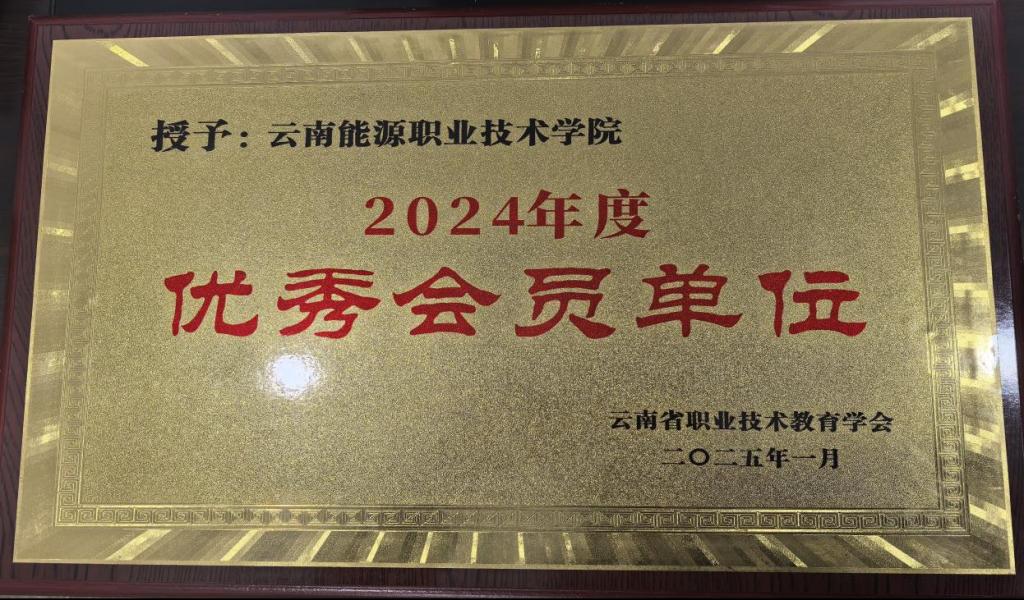 授予：云南能源职业技术学院
2024年度
优秀会员单位
云南省职业技术教育学会
二〇二五年一月